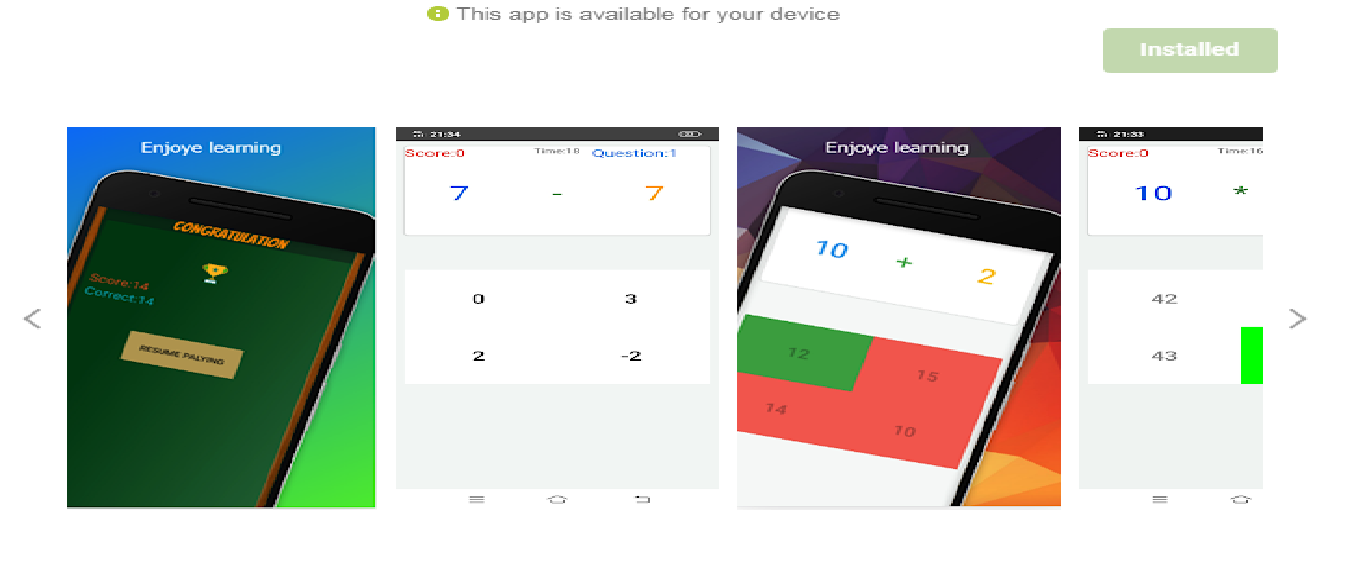 This app is available for your device
Installed
Enjoye learning
CONGRATULATION
Score:14
Correct:14
RESUME PALYING
21:34
Score:0 Time:18 Question:1
7 - 7
0 3
2 -2
Enjoye learning
10 + 2
12 15
14 10
21:33
Score:0 Time:16
10 *
42
43